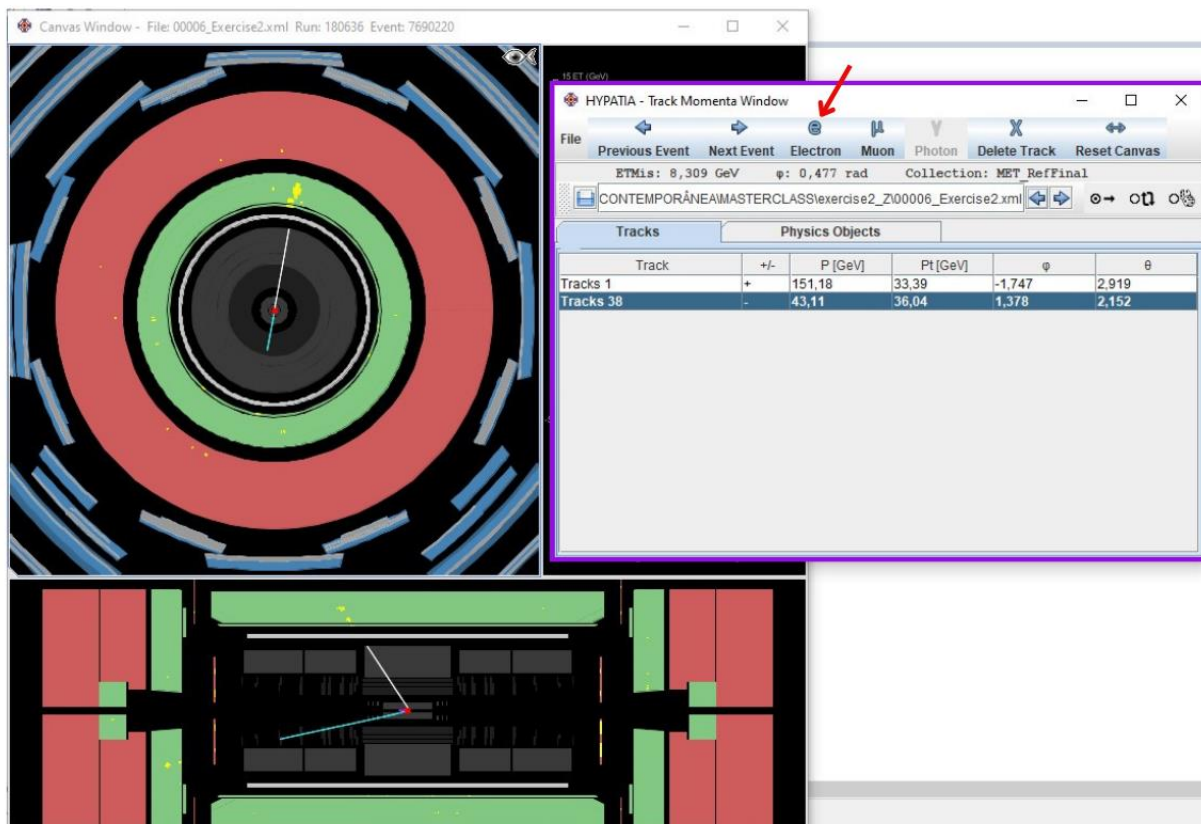 Canvas Window - File: 00006_Exercise2.xml Run: 180636 Event: 7690220
15 ET (GeV)
HYPATIA - Track Momenta Window
File
Previous Event Next Event Electron Muon Photon Delete Track Reset Canvas
ETMis: 8,309 GeV φ: 0,477 rad Collection: MET_RefFinal
CONTEMPORÂNEA\MASTERCLASS\exercise2_Z\00006_Exercise2.xml
Tracks Physics Objects
Track +/- P [GeV] Pt [GeV] φ θ
Tracks 1 + 151,18 33,39 -1,747 2,919
Tracks 38 - 43,11 36,04 1,378 2,152